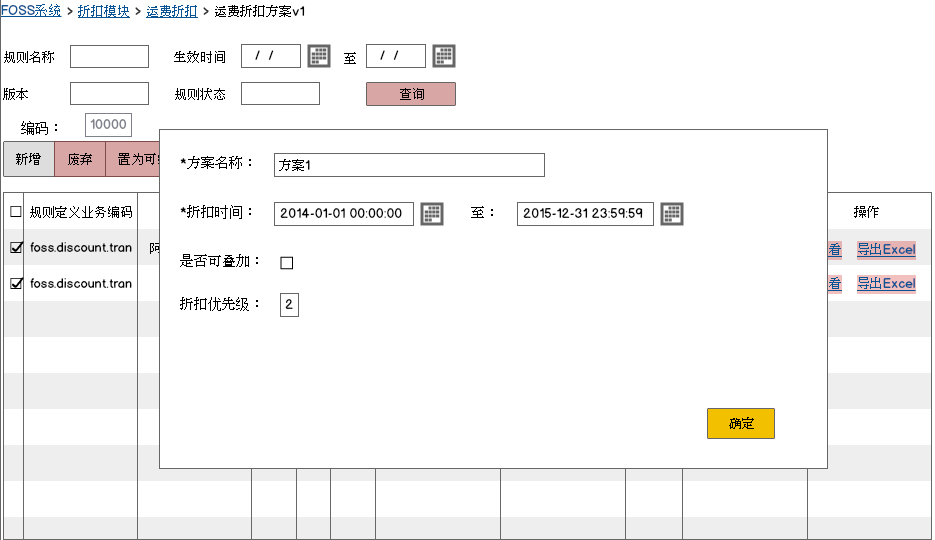 FOSS系统 > 折扣模块 > 运费折扣 > 运费折扣方案v1
规则名称 生效时间 / / 至 / /
版本 规则状态 查询
编码： 10000
新增 废弃 置为可
*方案名称： 方案1
*折扣时间： 2014-01-01 00:00:00 至： 2015-12-31 23:59:59
规则定义业务编码 操作
foss.discount.tran 阿 看 导出Excel
是否可叠加：
foss.discount.tran 看 导出Excel
折扣优先级： 2
确定